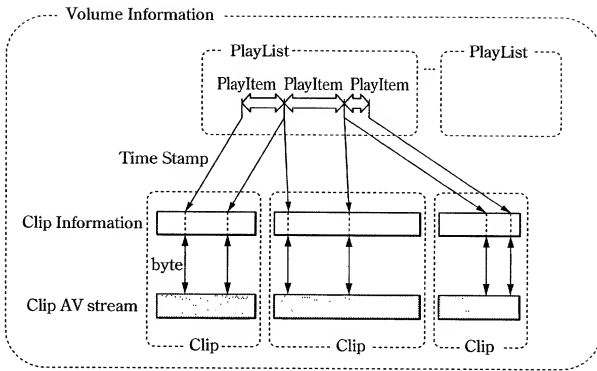 Volume Information
PlayList
PlayList
PlayItem PlayItem PlayItem
Time Stamp
Clip Information
byte
Clip AV stream
Clip
Clip
Clip